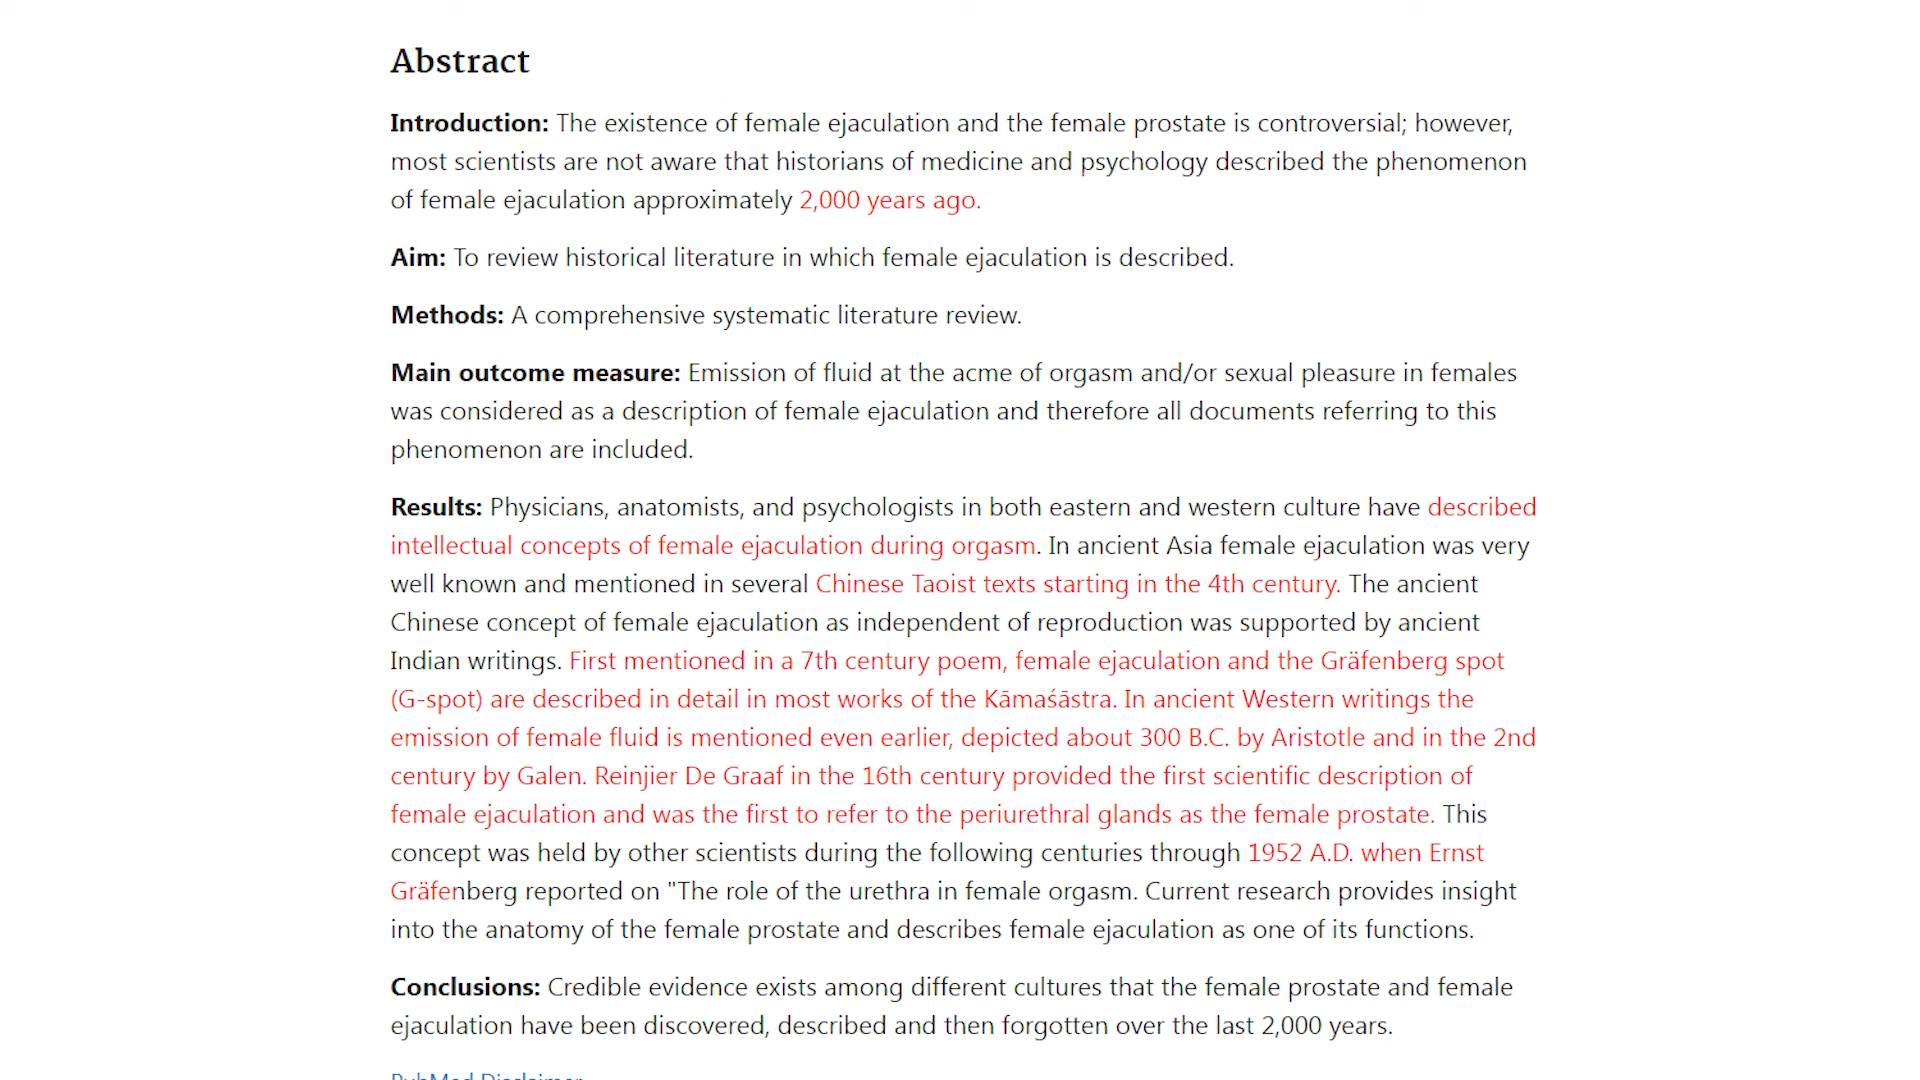 Abstract
Introduction: The existence of female ejaculation and the female prostate is controversial; however,
most scientists are not aware that historians of medicine and psychology described the phenomenon
of female ejaculation approximately 2,000 years ago.
Aim: To review historical literature in which female ejaculation is described.
Methods: A comprehensive systematic literature review.
Main outcome measure: Emission of fluid at the acme of orgasm and/or sexual pleasure in females
was considered as a description of female ejaculation and therefore all documents referring to this
phenomenon are included.
Results: Physicians, anatomists, and psychologists in both eastern and western culture have described
intellectual concepts of female ejaculation during orgasm. In ancient Asia female ejaculation was very
well known and mentioned in several Chinese Taoist texts starting in the 4th century. The ancient
Chinese concept of female ejaculation as independent of reproduction was supported by ancient
Indian writings. First mentioned in a 7th century poem, female ejaculation and the Gräfenberg spot
(G-spot) are described in detail in most works of the Kāmaśāstra. In ancient Western writings the
emission of female fluid is mentioned even earlier, depicted about 300 B.C. by Aristotle and in the 2nd
century by Galen. Reinjier De Graaf in the 16th century provided the first scientific description of
female ejaculation and was the first to refer to the periurethral glands as the female prostate. This
concept was held by other scientists during the following centuries through 1952 A.D. when Ernst
Gräfenberg reported on "The role of the urethra in female orgasm. Current research provides insight
into the anatomy of the female prostate and describes female ejaculation as one of its functions.
Conclusions: Credible evidence exists among different cultures that the female prostate and female
ejaculation have been discovered, described and then forgotten over the last 2,000 years.
PubMed Disclaimer